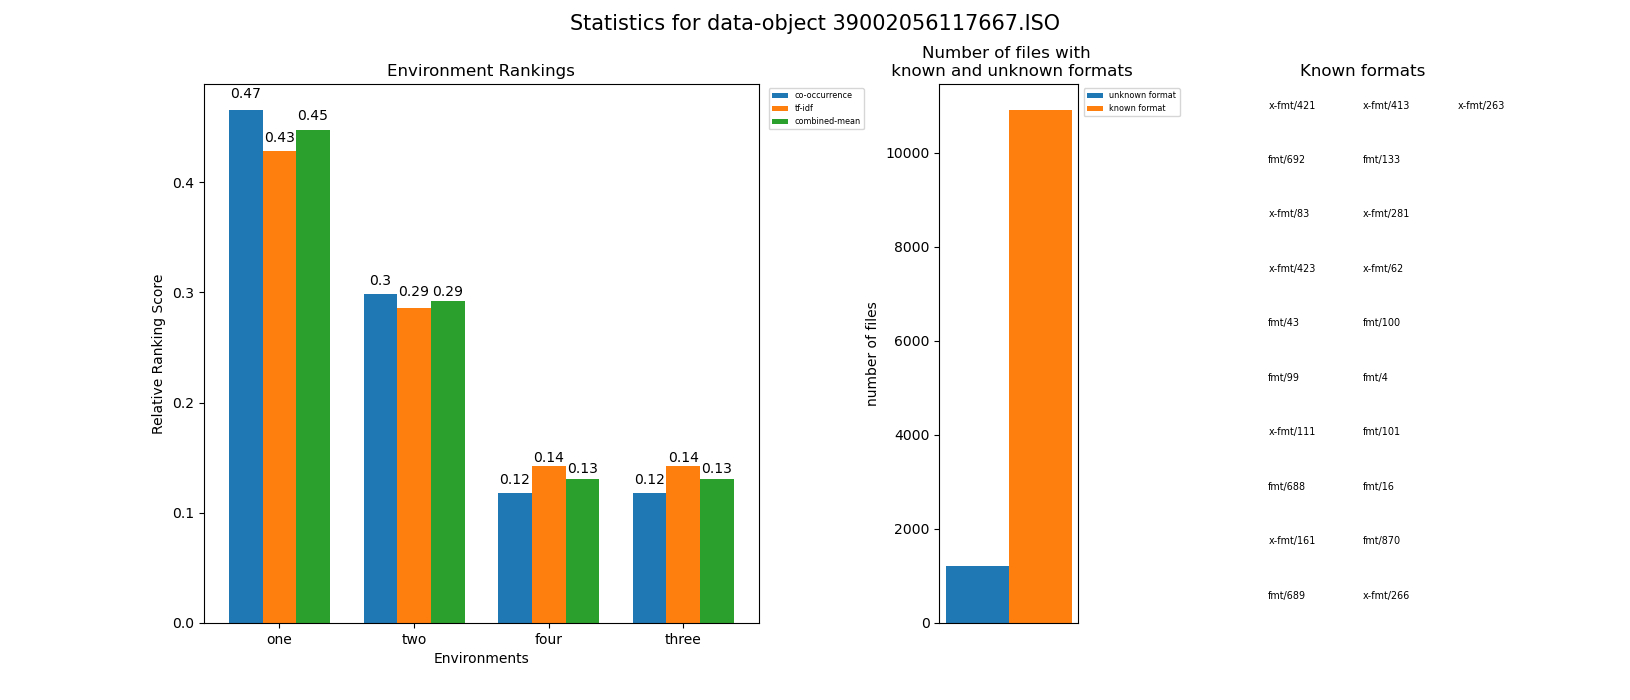 Statistics for data-object 39002056117667.ISO
Environment Rankings
Relative Ranking Score
0.4
0.3
0.2
0.1
0.0
0.47
0.43
0.45
0.3
0.29
0.29
0.12
0.14
0.13
0.12
0.14
0.13
one
two
four
three
Environments
co-occurrence
tf-idf
combined-mean
Number of files with
known and unknown formats
number of files
10000
8000
6000
4000
2000
0
unknown format
known format
Known formats
x-fmt/421 x-fmt/413 x-fmt/263
fmt/692 fmt/133
x-fmt/83 x-fmt/281
x-fmt/423 x-fmt/62
fmt/43 fmt/100
fmt/99 fmt/4
x-fmt/111 fmt/101
fmt/688 fmt/16
x-fmt/161 fmt/870
fmt/689 x-fmt/266